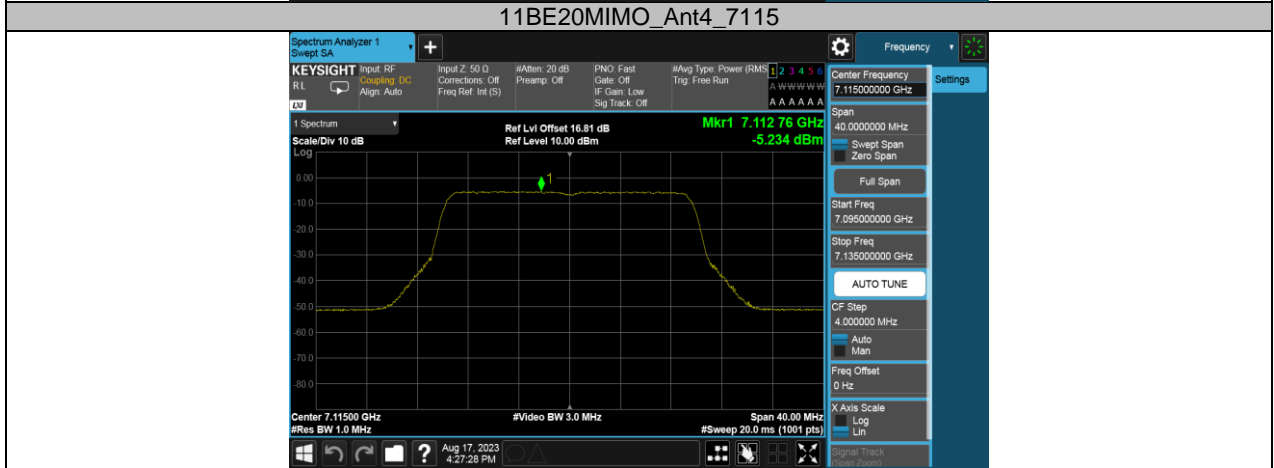 11BE20MIMO_Ant4_7115
Spectrum Analyzer 1
Swept SA
+
Frequency
KEYSIGHT
RL
LXI
Input: RF
Coupling: DC
Align: Auto
Input Z: 50 Ω
Corrections: Off
Freq Ref: Int (S)
#Atten: 20 dB
Preamp: Off
PNO: Fast
Gate: Off
IF Gain: Low
Sig Track: Off
#Avg Type: Power (RMS
Trig: Free Run
1 2 3 4 5 6
A W W W W W
A A A A A A
Center Frequency
7.115000000 GHz
Settings
1 Spectrum
Scale/Div 10 dB
Ref Lvl Offset 16.81 dB
Ref Level 10.00 dBm
Mkr1 7.112 76 GHz
-5.234 dBm
Span
40.0000000 MHz
Swept Span
Zero Span
Full Span
Start Freq
7.095000000 GHz
Stop Freq
7.135000000 GHz
AUTO TUNE
CF Step
4.000000 MHz
Auto
Man
Freq Offset
0 Hz
X Axis Scale
Log
Lin
Signal Track
(Span Zoom)
Log
0.00
-10.0
-20.0
-30.0
-40.0
-50.0
-60.0
-70.0
-80.0
1
Center 7.11500 GHz
#Res BW 1.0 MHz
#Video BW 3.0 MHz
Span 40.00 MHz
#Sweep 20.0 ms (1001 pts)
?
Aug 17, 2023
4:27:28 PM